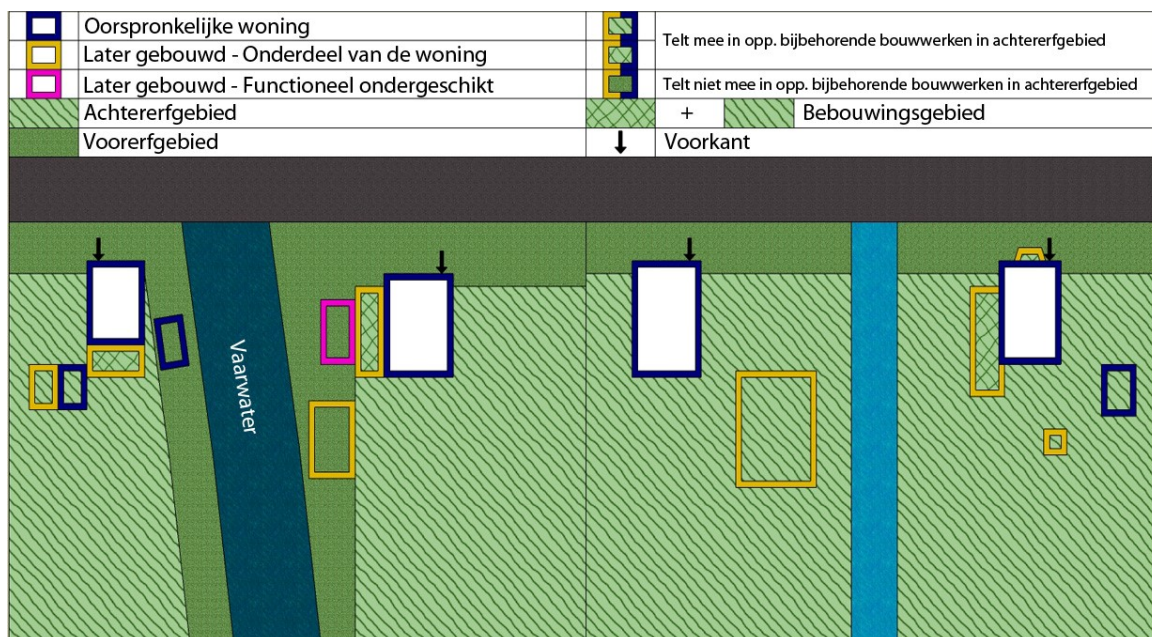 Oorspronkelijke woning
Later gebouwd - Onderdeel van de woning
Later gebouwd - Functioneel ondergeschikt
Achtererfgebied
Voorerfgebied
Telt mee in opp. bijbehorende bouwwerken in achtererfgebied
Telt niet mee in opp. bijbehorende bouwwerken in achtererfgebied
+ Bebouwingsgebied
Voorkant
Vaarwater